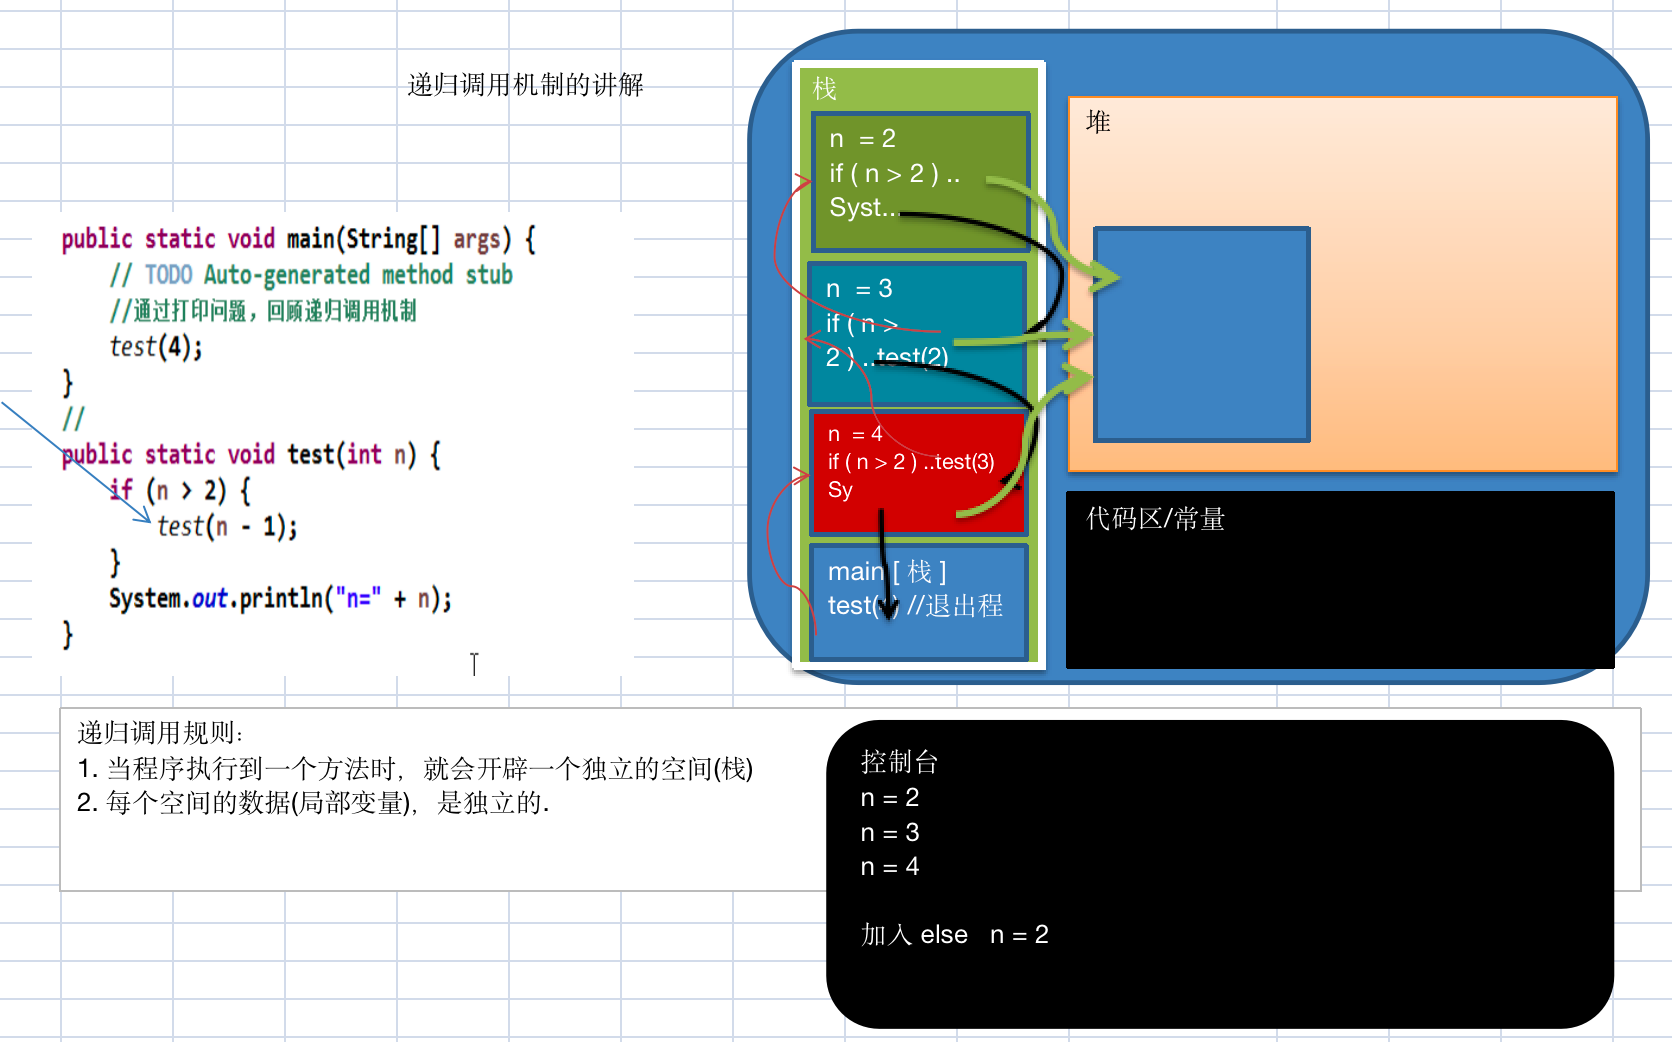 递归调用机制的讲解
public static void main(String[] args) {
// TODO Auto-generated method stub
//通过打印问题，回顾递归调用机制
test(4);
}
//
public static void test(int n) {
if (n > 2) {
test(n - 1);
}
System.out.println("n=" + n);
}
栈
n = 2
if ( n > 2 ) ..
Syst...
n = 3
if ( n >
2 ) ..test(2)
n = 4
if ( n > 2 ) ..test(3)
Sy
main [ 栈 ]
test( ) //退出程
堆
代码区/常量
递归调用规则:
1. 当程序执行到一个方法时，就会开辟一个独立的空间(栈)
2. 每个空间的数据(局部变量)，是独立的.
控制台
n = 2
n = 3
n = 4
加入 else n = 2